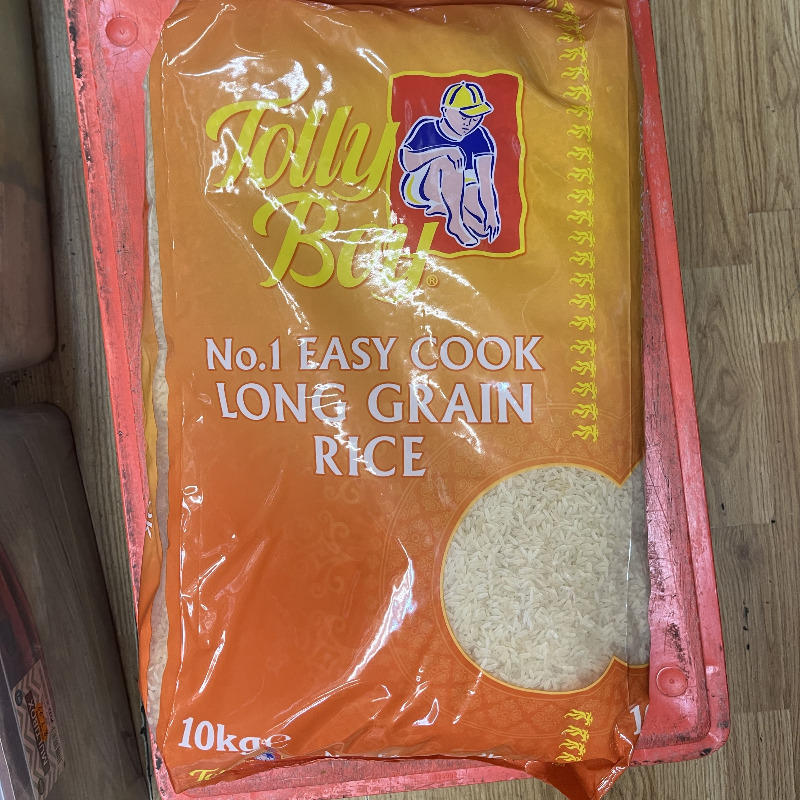 Tolly
Boy®
No.1 EASY COOK
LONG GRAIN
RICE
10kg℮